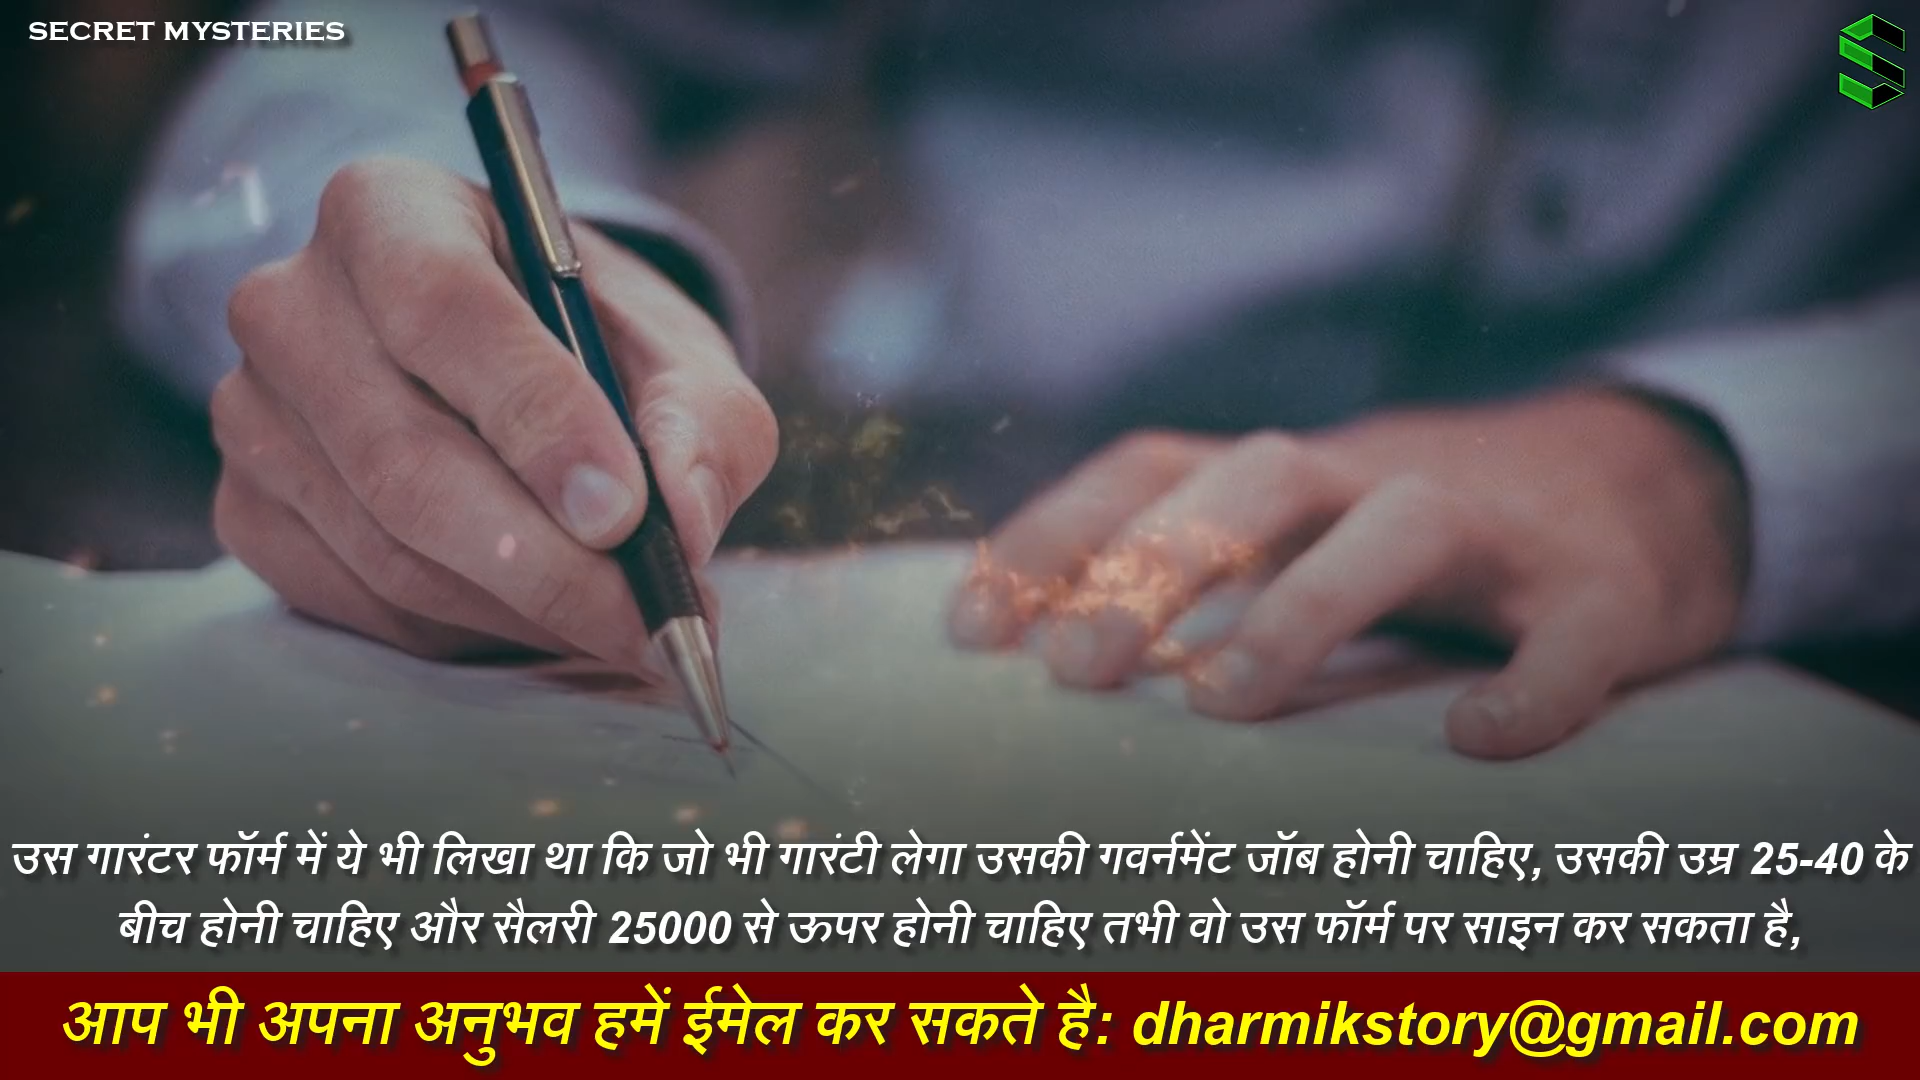 SECRET MYSTERIES
उस गारंटर फॉर्म में ये भी लिखा था कि जो भी गारंटी लेगा उसकी गवर्नमेंट जॉब होनी चाहिए, उसकी उम्र 25-40 के
बीच होनी चाहिए और सैलरी 25000 से ऊपर होनी चाहिए तभी वो उस फॉर्म पर साइन कर सकता है,
आप भी अपना अनुभव हमें ईमेल कर सकते है: dharmikstory@gmail.com